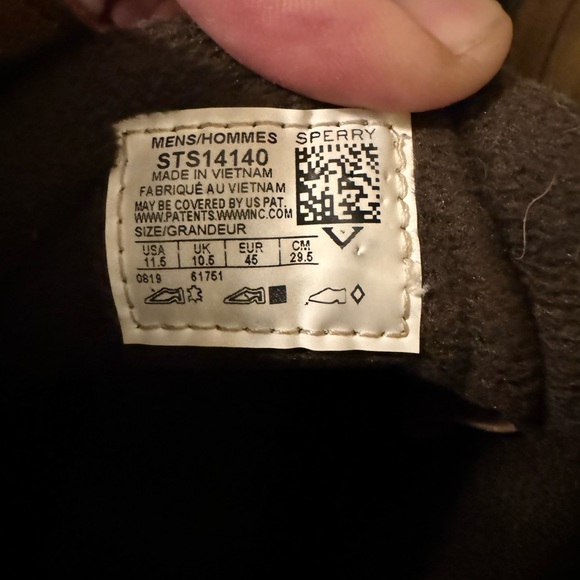 MENS/HOMMES SPERRY
STS14140
MADE IN VIETNAM
FABRIQUÉ AU VIETNAM
MAY BE COVERED BY US PAT.
WWW.PATENTS.WWWINC.COM
SIZE/GRANDEUR
USA UK EUR CM
11.5 10.5 45 29.5
0819 61751